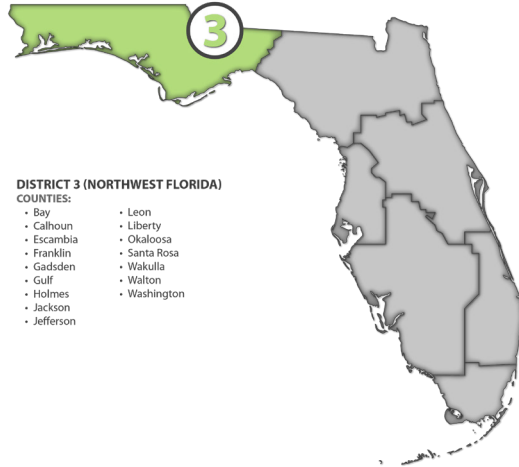 3
DISTRICT 3 (NORTHWEST FLORIDA)
COUNTIES:
• Bay
• Calhoun
• Escambia
• Franklin
• Gadsden
• Gulf
• Holmes
• Jackson
• Jefferson
• Leon
• Liberty
• Okaloosa
• Santa Rosa
• Wakulla
• Walton
• Washington